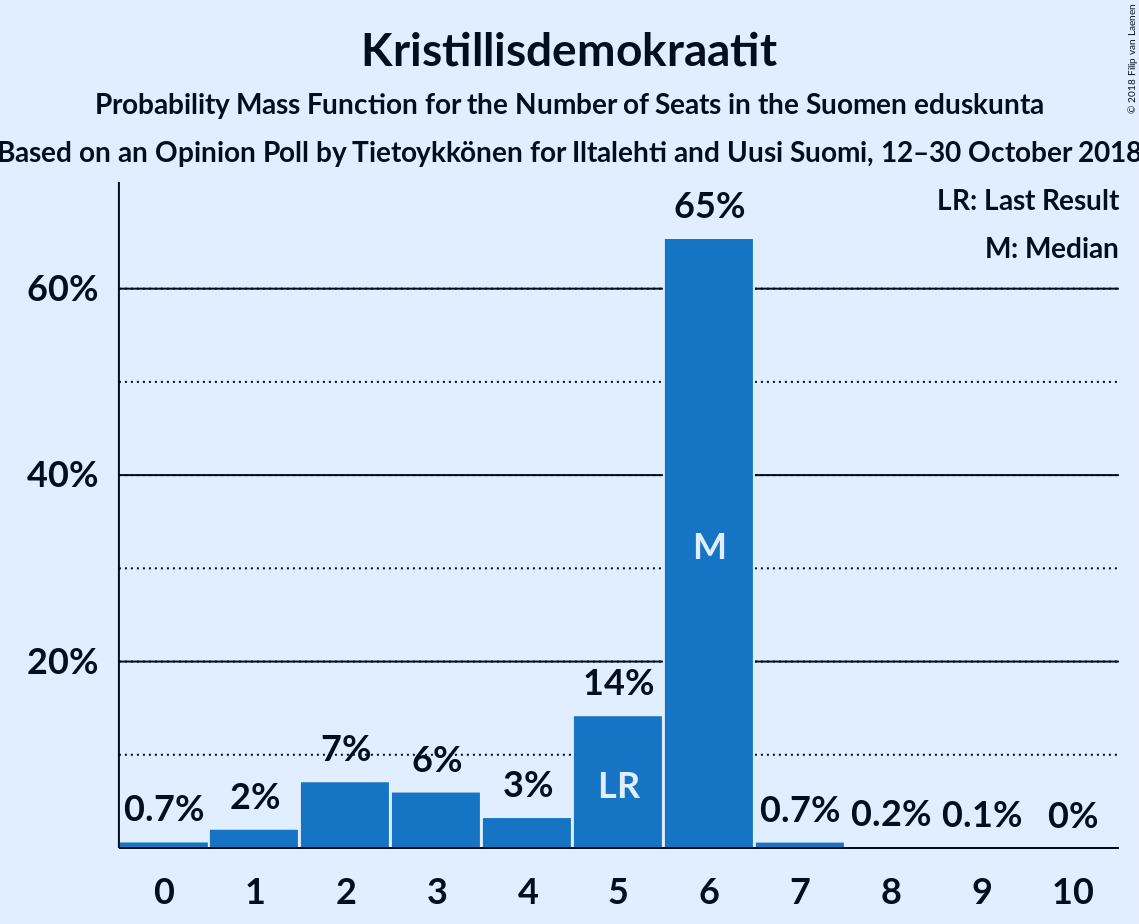 Kristillisdemokraatit
Probability Mass Function for the Number of Seats in the Suomen eduskunta
Based on an Opinion Poll by Tietoykkönen for Iltalehti and Uusi Suomi, 12–30 October 2018
© 2018 Filip van Laenen
LR: Last Result
M: Median
60%
40%
20%
0.7%
2%
7%
6%
3%
14%
65%
0.7%
0.2%
0.1%
0%
LR
M
0 1 2 3 4 5 6 7 8 9 10